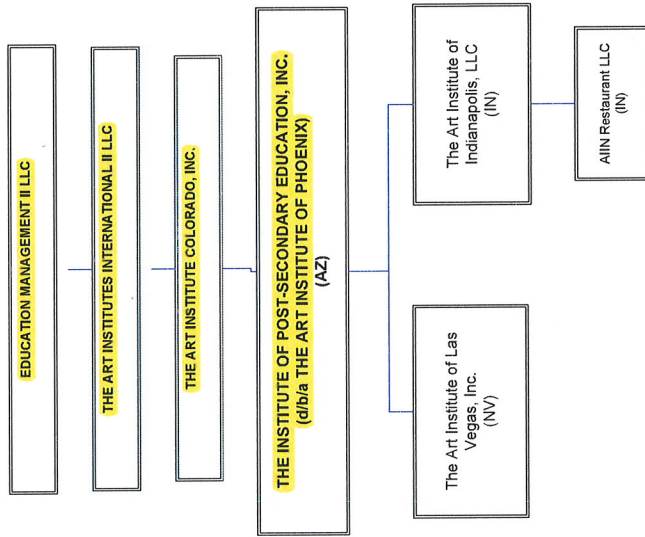 EDUCATION MANAGEMENT II LLC
THE ART INSTITUTES INTERNATIONAL II LLC
THE ART INSTITUTE COLORADO, INC.
THE INSTITUTE OF POST-SECONDARY EDUCATION, INC.
(d/b/a THE ART INSTITUTE OF PHOENIX)
(AZ)
The Art Institute of Las
Vegas, Inc.
(NV)
The Art Institute of
Indianapolis, LLC
(IN)
AIIN Restaurant LLC
(IN)